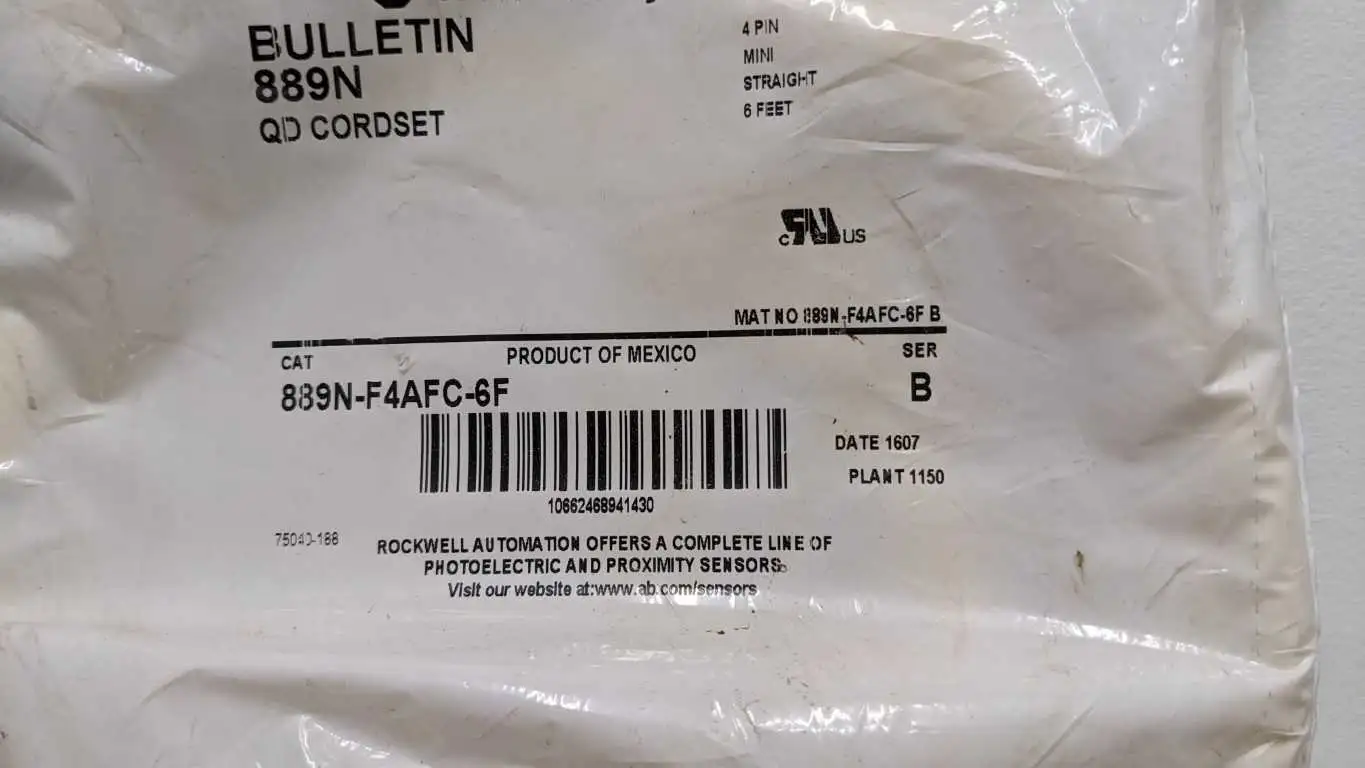 BULLETIN
889N
QD CORDSET
4 PIN
MINI
STRAIGHT
6 FEET
c UL US
MAT NO 889N-F4AFC-6F B
CAT
PRODUCT OF MEXICO
SER
889N-F4AFC-6F
B
DATE 1607
PLANT 1150
10662468941430
75040-188
ROCKWELL AUTOMATION OFFERS A COMPLETE LINE OF
PHOTOELECTRIC AND PROXIMITY SENSORS.
Visit our website at:www.ab.com/sensors